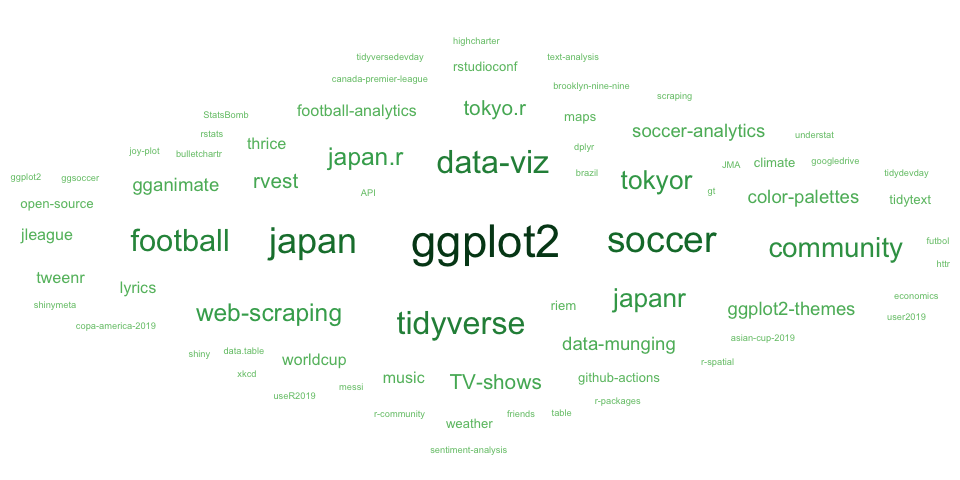 highcharter
tidyversedevday
text-analysis
rstudioconf
canada-premier-league
brooklyn-nine-nine
scraping
football-analytics
tokyo.r
StatsBomb
maps
soccer-analytics
rstats
understat
thrice
joy-plot
bulletchartr
japan.r
data-viz
dplyr
JMA
climate
googledrive
ggplot2
ggsoccer
gganimate
rvest
API
brazil
tokyor
gt
color-palettes
tidydevday
tidytext
open-source
jleague
football
japan
ggplot2
soccer
community
futbol
httr
tweenr
lyrics
shinymeta
copa-america-2019
web-scraping
tidyverse
riem
japanr
ggplot2-themes
economics
user2019
asian-cup-2019
shiny
data.table
worldcup
data-munging
r-spatial
xkcd
useR2019
messi
music
TV-shows
github-actions
r-packages
r-community
weather
friends
table
sentiment-analysis